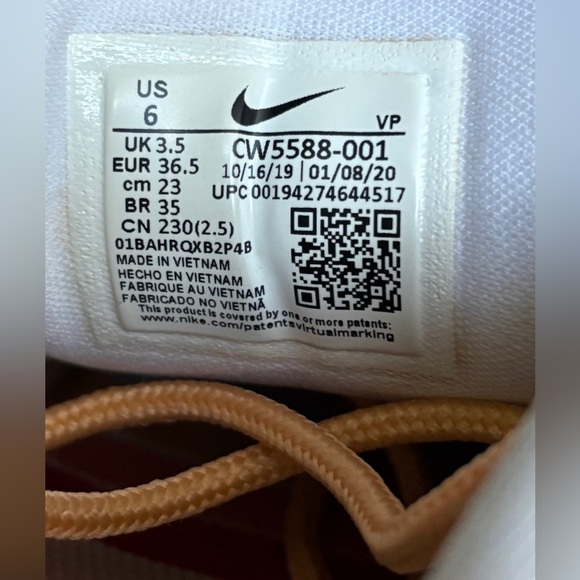 US
6
VP
UK 3.5
EUR 36.5
cm 23
BR 35
CN 230(2.5)
CW5588-001
10/16/19 | 01/08/20
UPC 00194274644517
01BAHRQXB2P4B
MADE IN VIETNAM
HECHO EN VIETNAM
FABRIQUE AU VIETNAM
FABRICADO NO VIETNÃ
This product is covered by one or more patents:
www.nike.com/patentsvirtualmarking